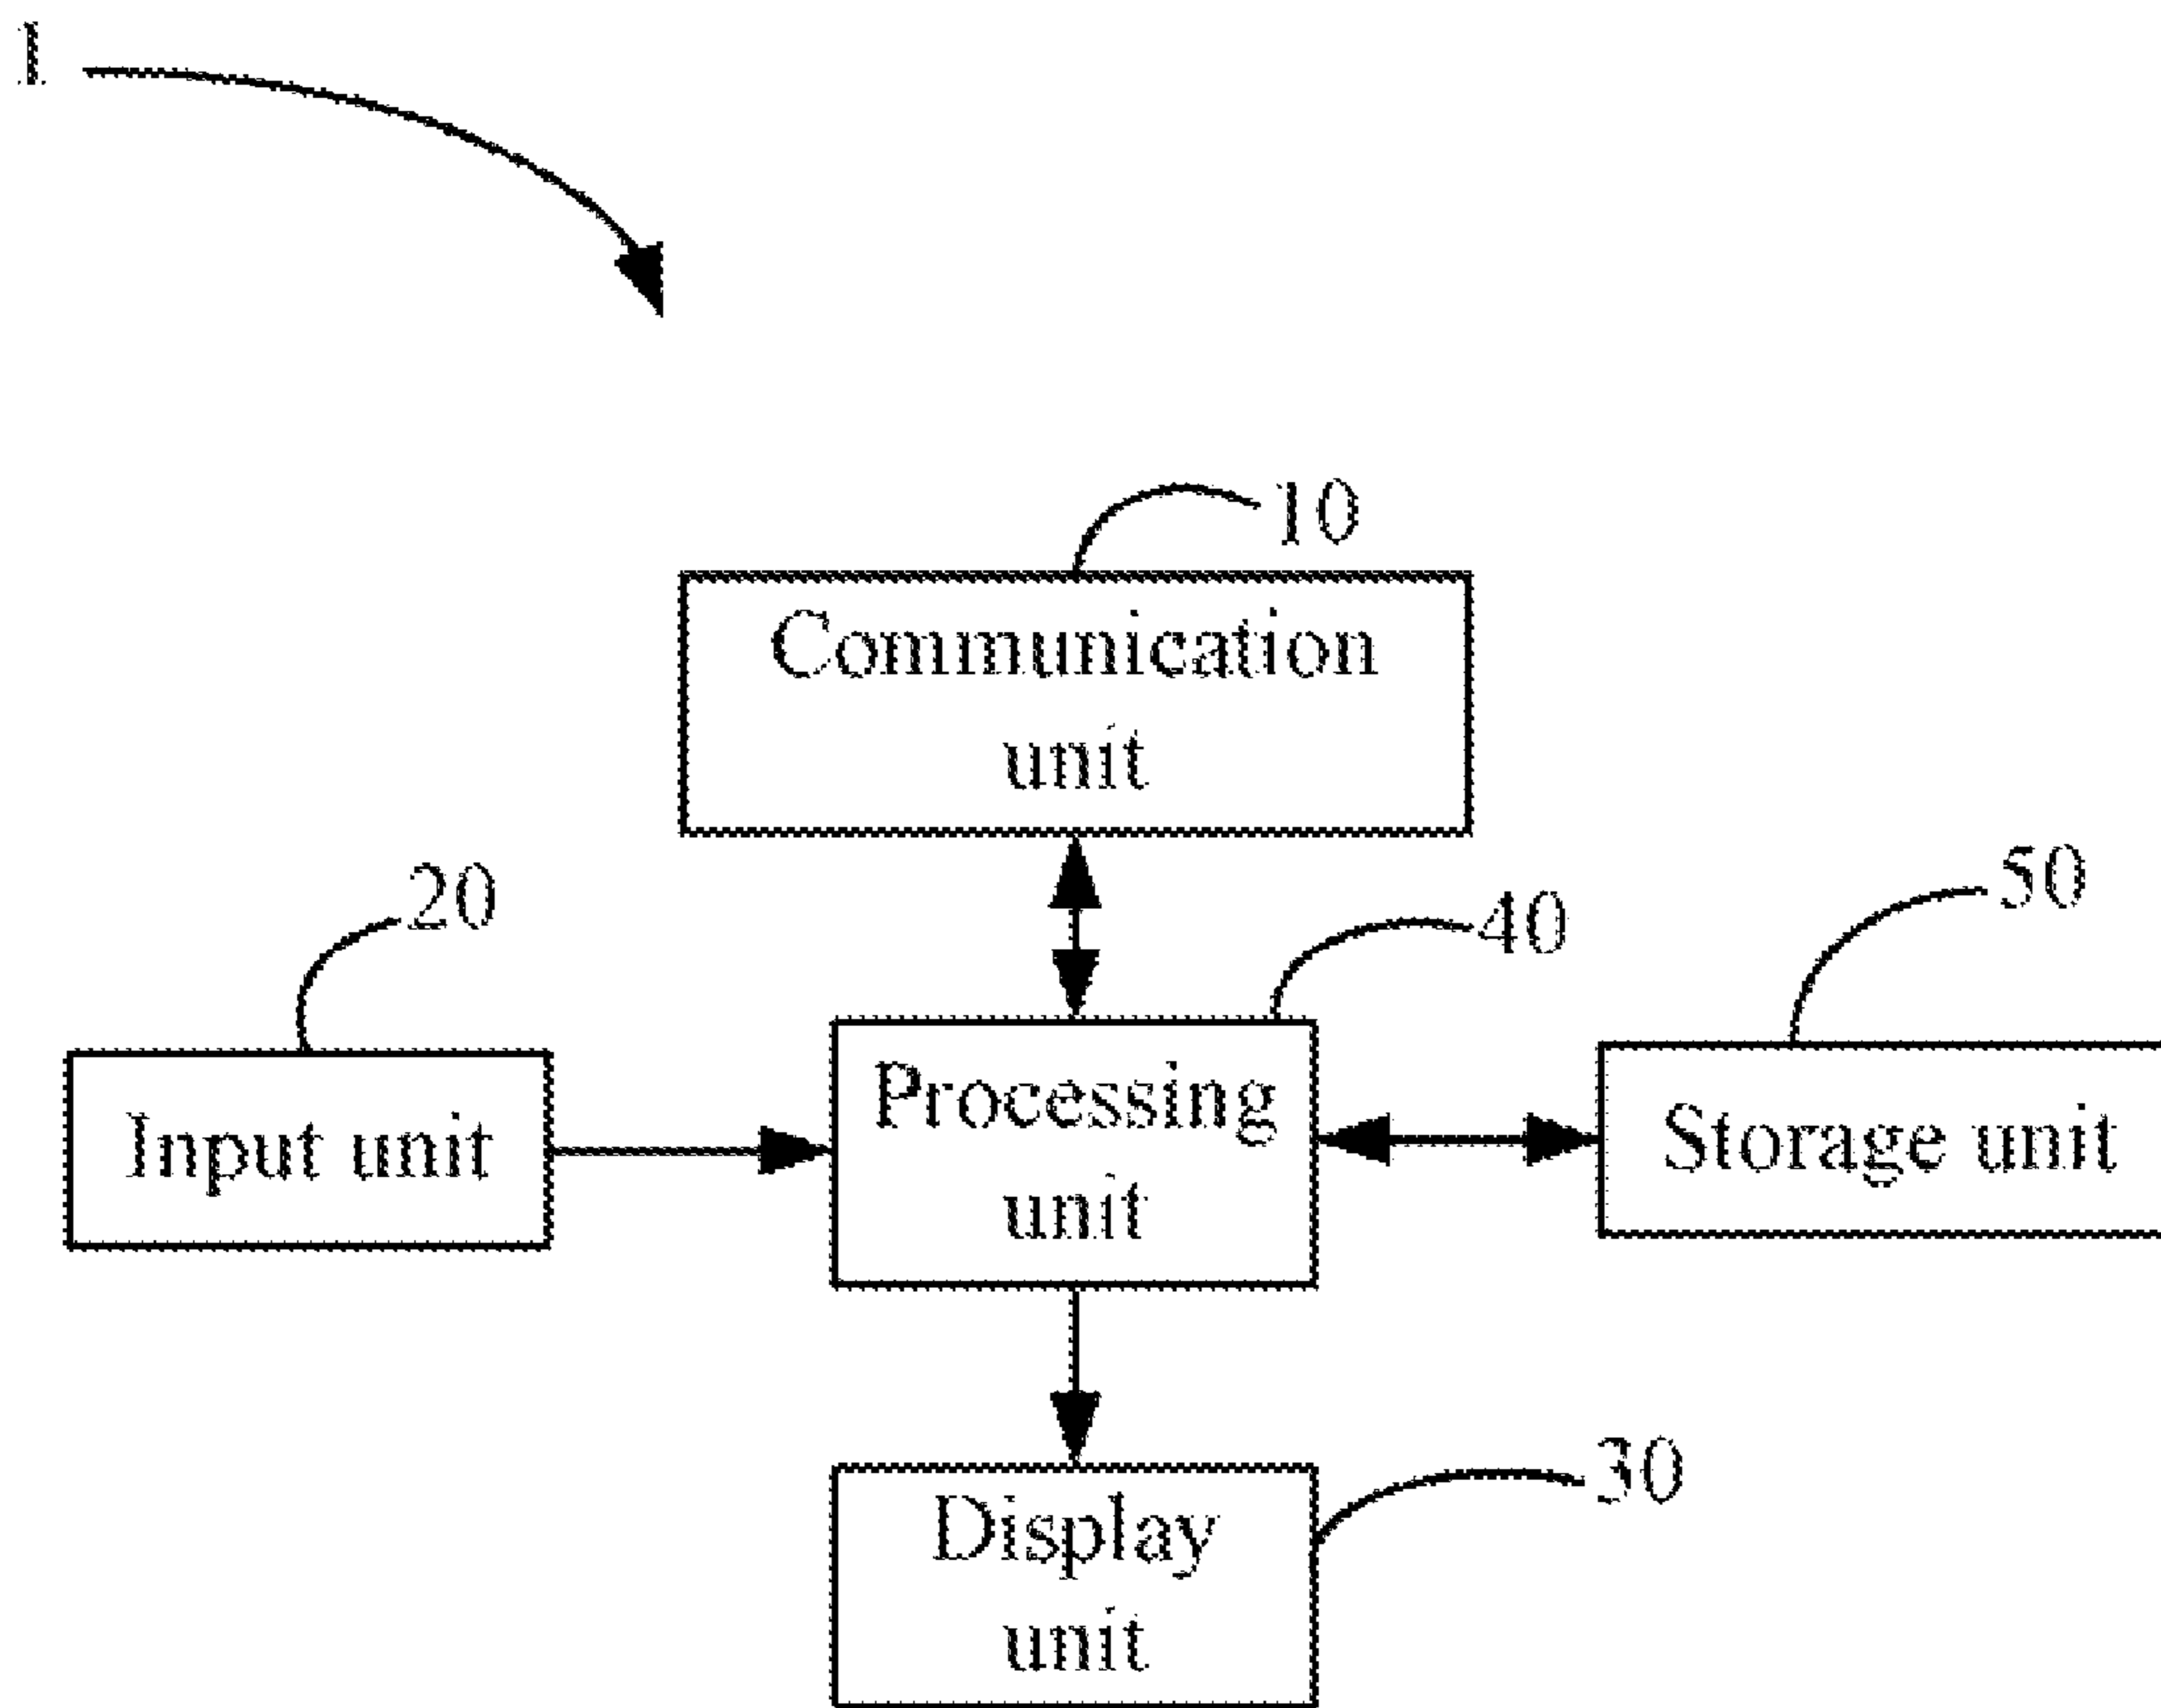 1
10
Communication
unit
20
40
50
Input unit
Processing
unit
Storage unit
30
Display
unit